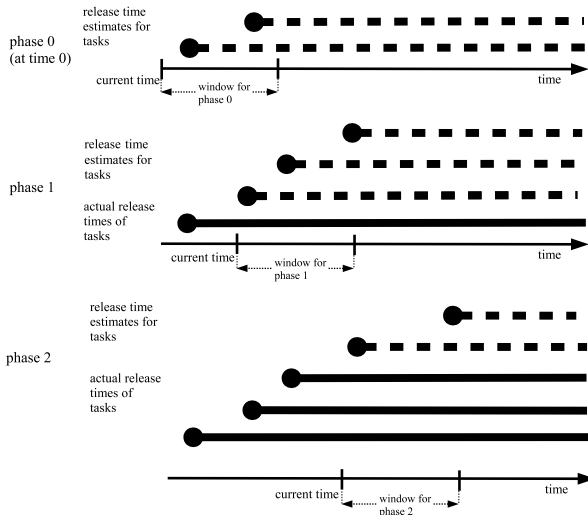 release time
estimates for
tasks
phase 0
(at time 0)
current time
time
window for
phase 0
release time
estimates for
tasks
phase 1
actual release
times of
tasks
current time
time
window for
phase 1
release time
estimates for
tasks
phase 2
actual release
times of
tasks
current time
time
window for
phase 2